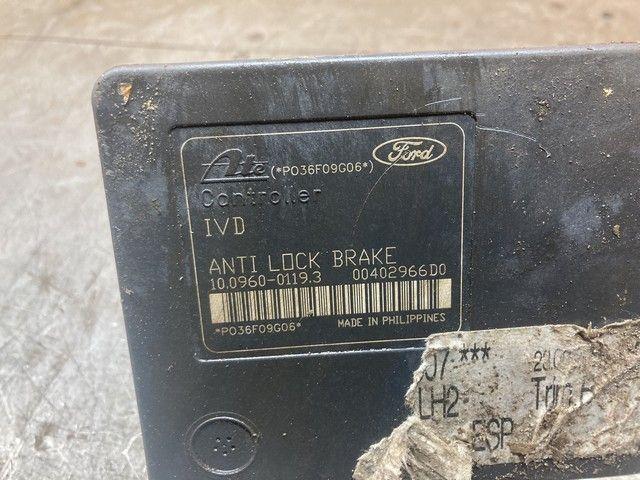 Ate (*P036F09G06*) Ford
Controller
IVD
ANTI LOCK BRAKE
10.0960-0119.3 00402966D0
*P036F09G06*
MADE IN PHILIPPINES
07 ***
LH2
ESP